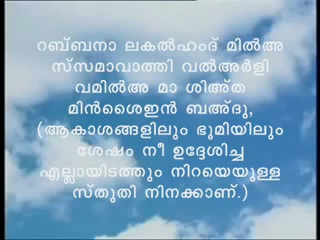 റബ്ബനാ ലകൽഹംദ് മിൽഅ
സ്സമാവാത്തി വൽഅർളി
വമിൽഅ മാ ശിഅ്ത
മിൻശൈഇൻ ബഅ്ദു,
(ആകാശങ്ങളിലും ഭൂമിയിലും
ശേഷം നീ ഉദ്ദേശിച്ച
എല്ലായിടത്തും നിറയെയുള്ള
സ്തുതി നിനക്കാണ്.)